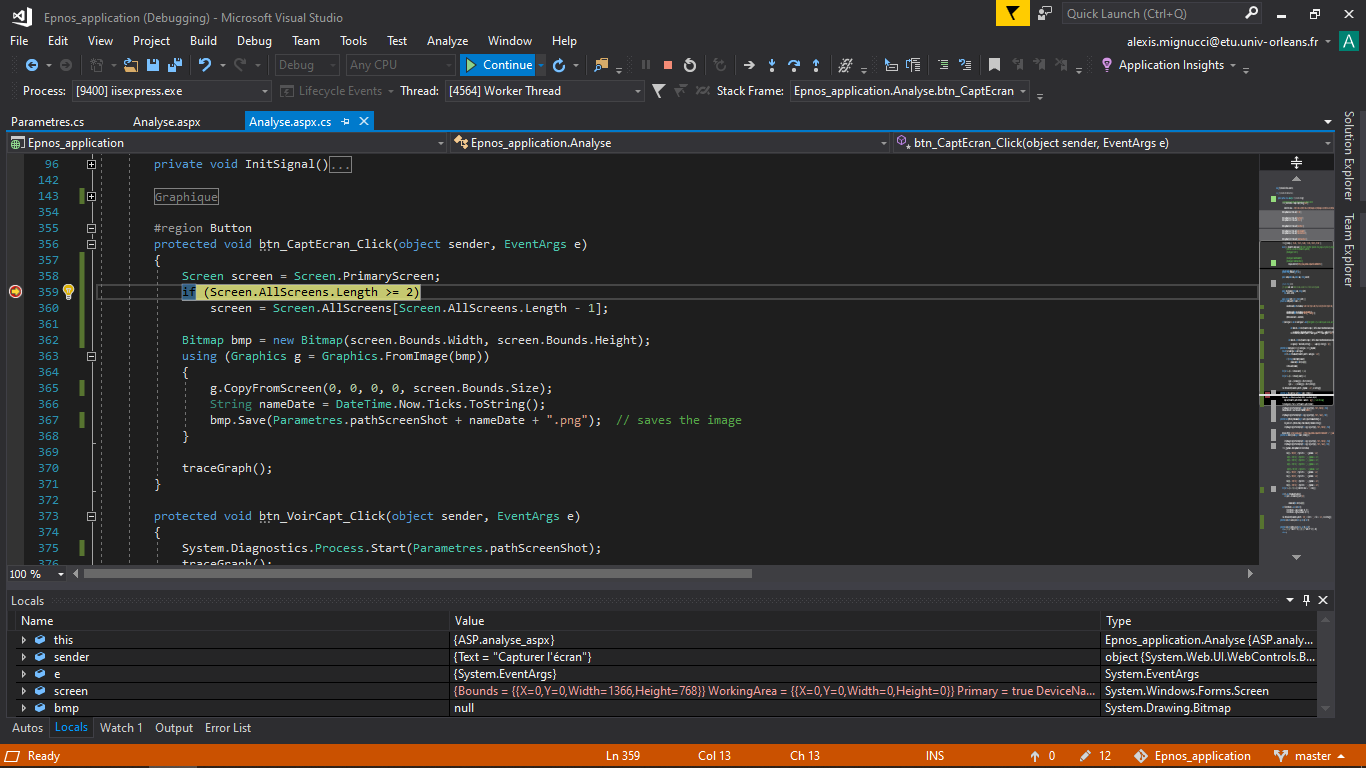 Epnos_application (Debugging) - Microsoft Visual Studio
Quick Launch (Ctrl+Q)
File Edit View Project Build Debug Team Tools Test Analyze Window Help
alexis.mignucci@etu.univ-orleans.fr A
Debug Any CPU Continue Application Insights
Process: [9400] iisexpress.exe Lifecycle Events Thread: [4564] Worker Thread Stack Frame: Epnos_application.Analyse.btn_CaptEcran
Parametres.cs Analyse.aspx Analyse.aspx.cs
Epnos_application Epnos_application.Analyse btn_CaptEcran_Click(object sender, EventArgs e)
96 private void InitSignal()...
142
143 Graphique
354
355 #region Button
356 protected void btn_CaptEcran_Click(object sender, EventArgs e)
357 {
358 Screen screen = Screen.PrimaryScreen;
359 if (Screen.AllScreens.Length >= 2)
360 screen = Screen.AllScreens[Screen.AllScreens.Length - 1];
361
362 Bitmap bmp = new Bitmap(screen.Bounds.Width, screen.Bounds.Height);
363 using (Graphics g = Graphics.FromImage(bmp))
364 {
365 g.CopyFromScreen(0, 0, 0, 0, screen.Bounds.Size);
366 String nameDate = DateTime.Now.Ticks.ToString();
367 bmp.Save(Parametres.pathScreenShot + nameDate + ".png"); // saves the image
368 }
369
370 traceGraph();
371 }
372
373 protected void btn_VoirCapt_Click(object sender, EventArgs e)
374 {
375 System.Diagnostics.Process.Start(Parametres.pathScreenShot);
376 traceGraph();
100 %
Solution Explorer
Team Explorer
Locals
Name Value Type
this {ASP.analyse_aspx} Epnos_application.Analyse {ASP.analy...
sender {Text = "Capturer l'écran"} object {System.Web.UI.WebControls.B...
e {System.EventArgs} System.EventArgs
screen {Bounds = {{X=0,Y=0,Width=1366,Height=768}} WorkingArea = {{X=0,Y=0,Width=0,Height=0}} Primary = true DeviceNa... System.Windows.Forms.Screen
bmp null System.Drawing.Bitmap
Autos Locals Watch 1 Output Error List
Ready Ln 359 Col 13 Ch 13 INS 0 12 Epnos_application master